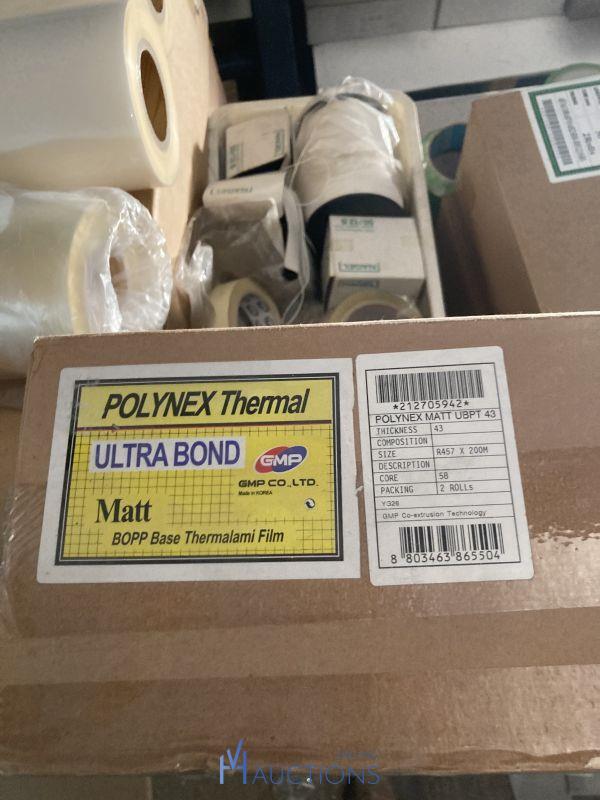 POLYNEX Thermal
ULTRA BOND
GMP
GMP CO.,LTD.
Made in KOREA
Matt
BOPP Base Thermalami Film
*212705942*
POLYNEX MATT UBPT 43
THICKNESS 43
COMPOSITION
SIZE R457 X 200M
DESCRIPTION
CORE 58
PACKING 2 ROLLs
YG26
GMP Co-extrusion Technology
8 803463 865504
AUCTIONS